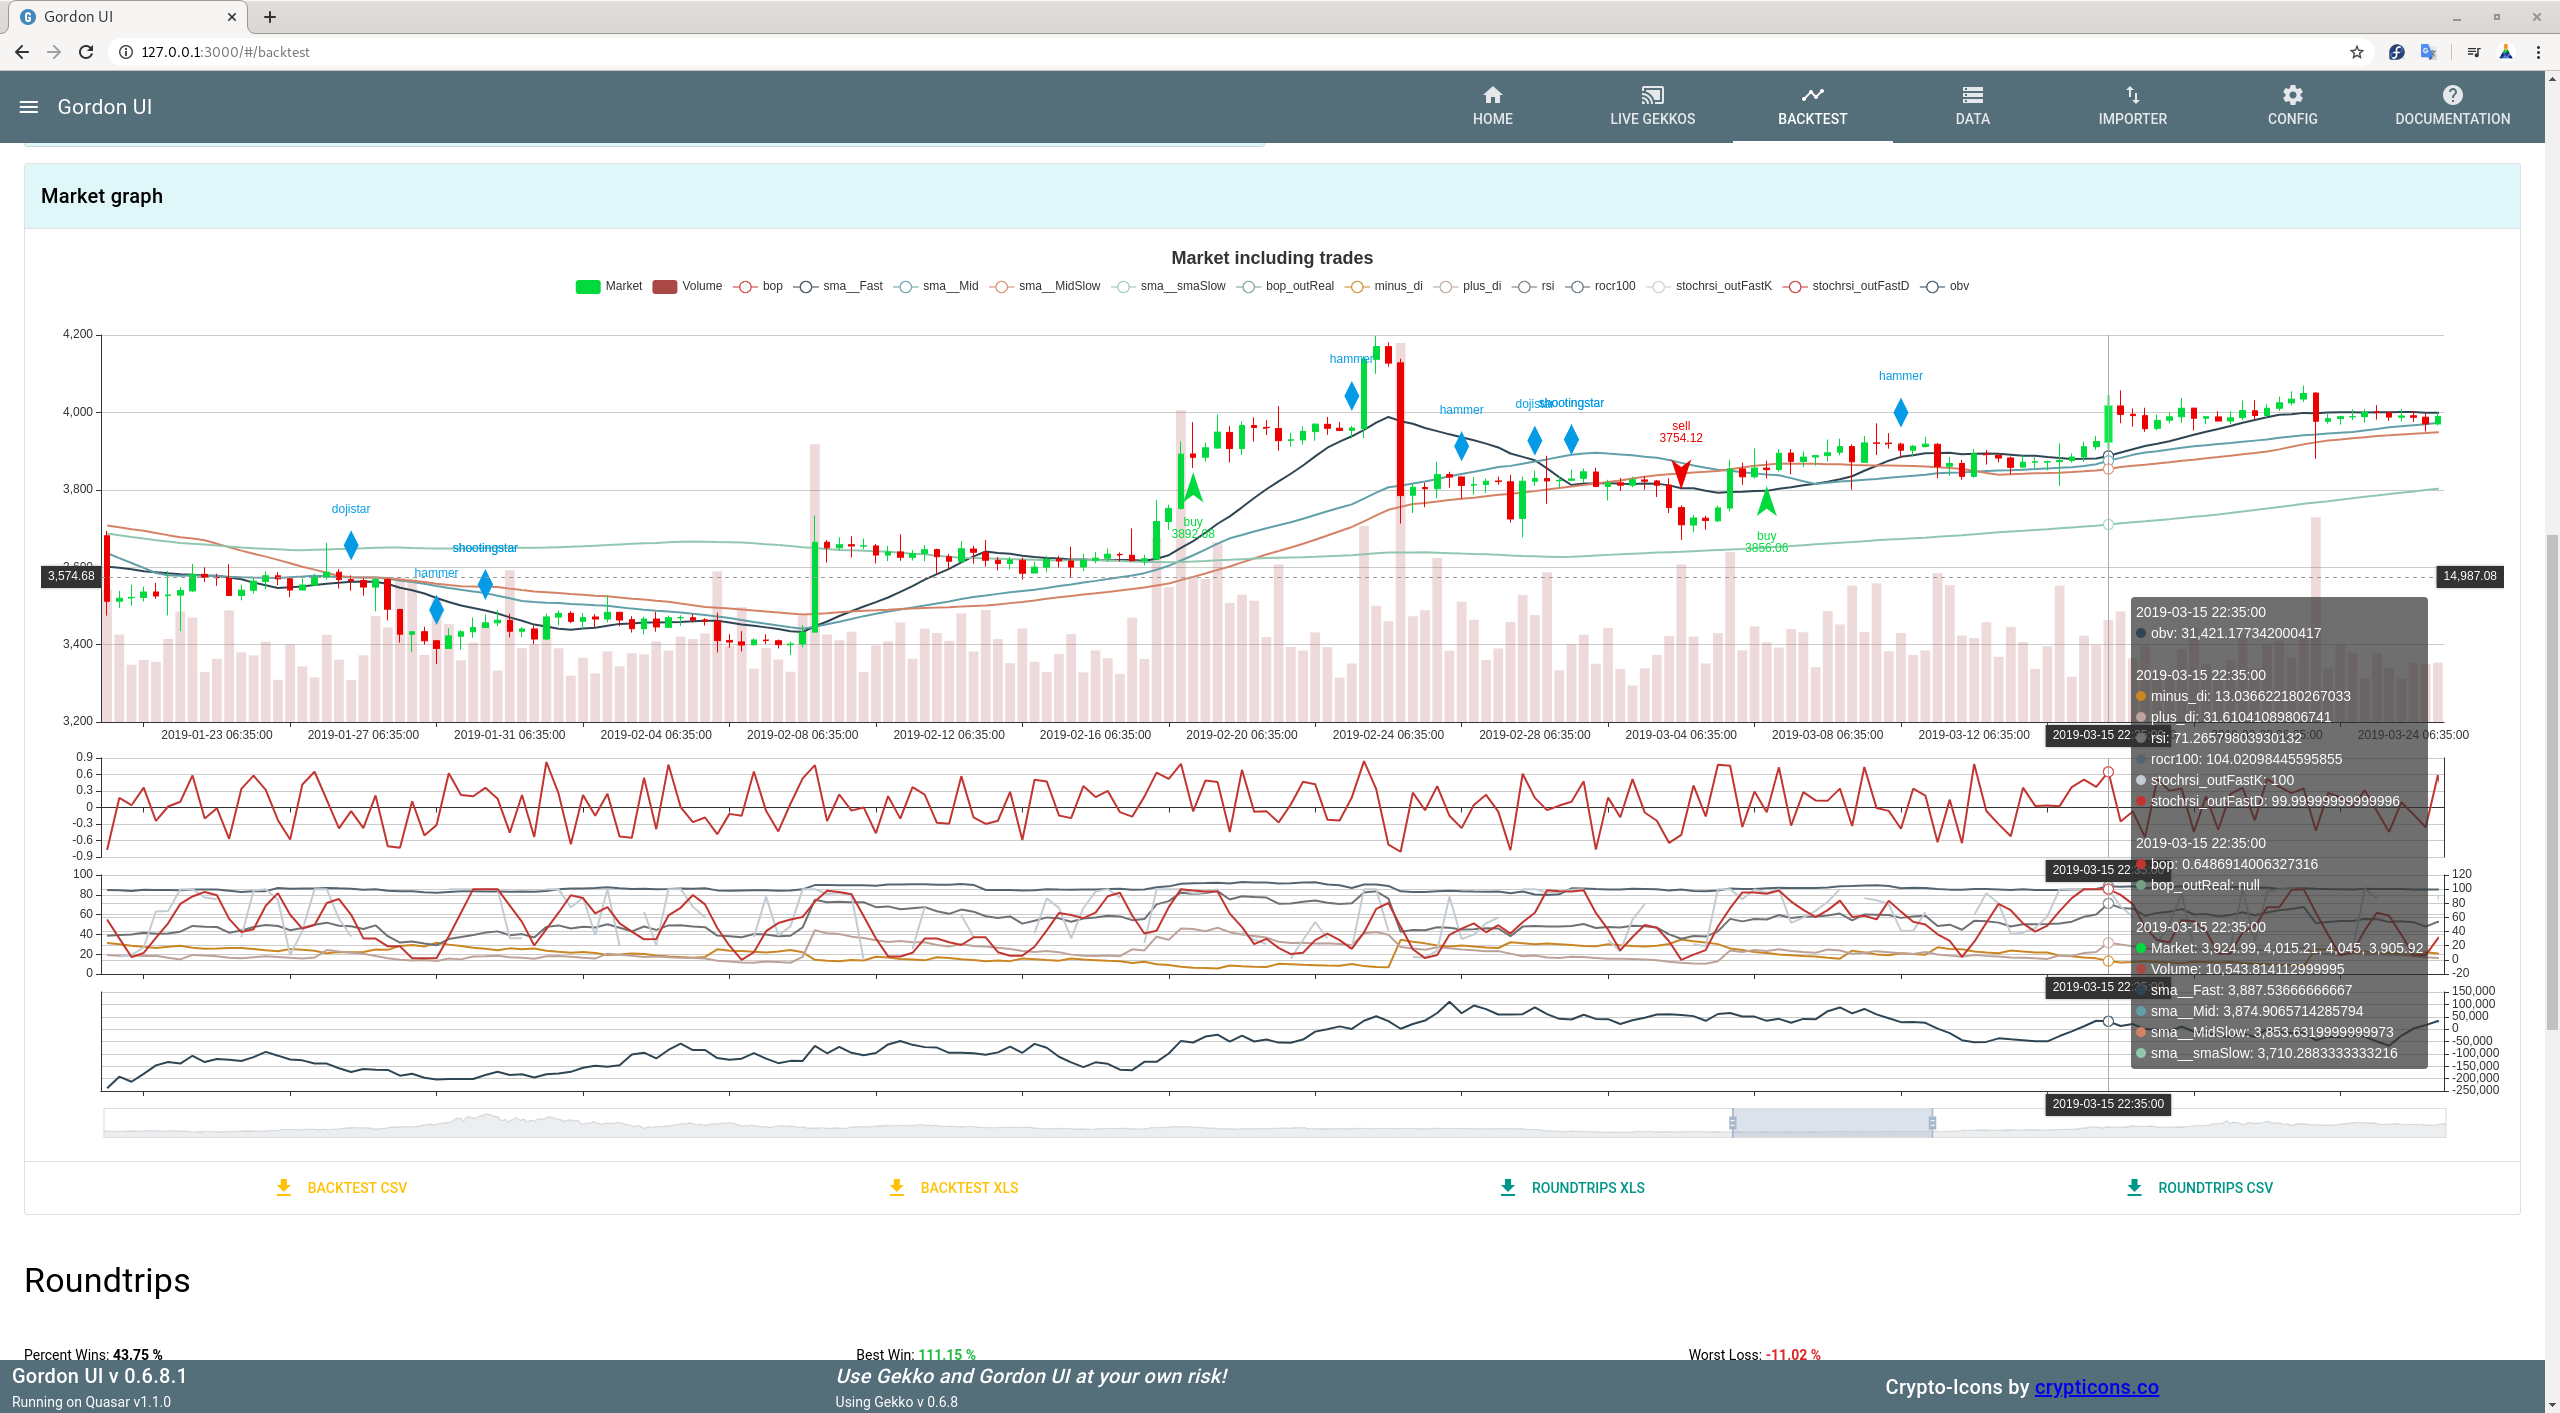 Gordon UI
127.0.0.1:3000/#/backtest
Gordon UI
HOME
LIVE GEKKOS
BACKTEST
DATA
IMPORTER
CONFIG
DOCUMENTATION
Market graph
Market including trades
Market Volume bop sma__Fast sma__Mid sma__MidSlow sma__smaSlow bop_outReal minus_di plus_di rsi rocr100 stochrsi_outFastK stochrsi_outFastD obv
4,200
4,000
3,800
3,600
3,400
3,200
3,574.68
14,987.08
dojistar
hammer
shootingstar
buy
3892.08
hammer
hammer
dojistar
shootingstar
sell
3754.12
buy
3856.06
hammer
2019-01-23 06:35:00
2019-01-27 06:35:00
2019-01-31 06:35:00
2019-02-04 06:35:00
2019-02-08 06:35:00
2019-02-12 06:35:00
2019-02-16 06:35:00
2019-02-20 06:35:00
2019-02-24 06:35:00
2019-02-28 06:35:00
2019-03-04 06:35:00
2019-03-08 06:35:00
2019-03-12 06:35:00
2019-03-15 22:35:00
2019-03-24 06:35:00
0.9
0.6
0.3
0
-0.3
-0.6
-0.9
2019-03-15 22:35:00
100
80
60
40
20
0
120
100
80
60
40
20
0
-20
2019-03-15 22:35:00
150,000
100,000
50,000
0
-50,000
-100,000
-150,000
-200,000
-250,000
2019-03-15 22:35:00
2019-03-15 22:35:00
obv: 31,421.177342000417
2019-03-15 22:35:00
minus_di: 13.036622180267033
plus_di: 31.61041089806741
rsi: 71.26579803930132
rocr100: 104.02098445595855
stochrsi_outFastK: 100
stochrsi_outFastD: 99.99999999999996
2019-03-15 22:35:00
bop: 0.6486914006327316
bop_outReal: null
2019-03-15 22:35:00
Market: 3,924.99, 4,015.21, 4,045, 3,905.92
Volume: 10,543.814112999995
sma__Fast: 3,887.53666666667
sma__Mid: 3,874.9065714285794
sma__MidSlow: 3,853.6319999999973
sma__smaSlow: 3,710.2883333333216
BACKTEST CSV
BACKTEST XLS
ROUNDTRIPS XLS
ROUNDTRIPS CSV
Roundtrips
Percent Wins: 43.75 %
Best Win: 111.15 %
Worst Loss: -11.02 %
Gordon UI v 0.6.8.1
Running on Quasar v1.1.0
Use Gekko and Gordon UI at your own risk!
Using Gekko v 0.6.8
Crypto-Icons by crypticons.co